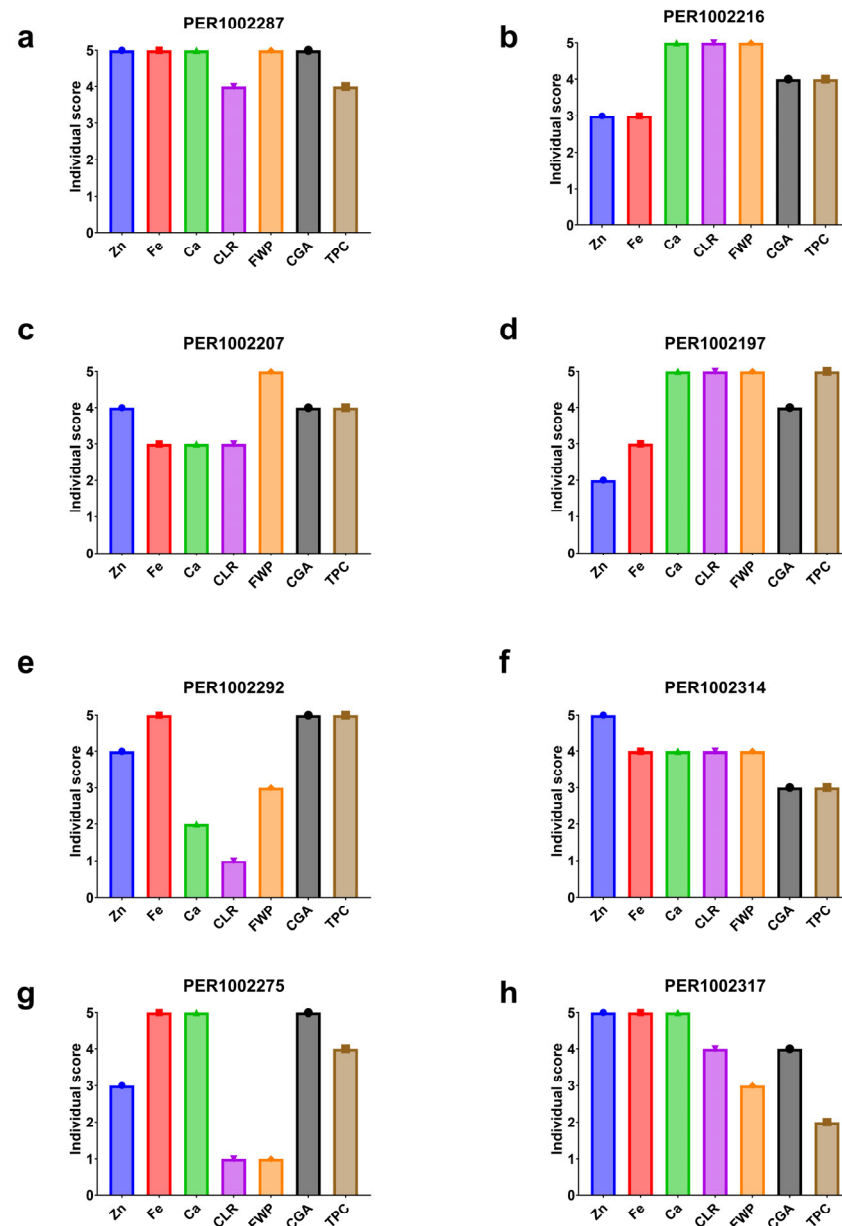 a
PER1002287
Individual score
5
4
3
2
1
0
Zn Fe Ca CLR FWP CGA TPC
b
PER1002216
Individual score
5
4
3
2
1
0
Zn Fe Ca CLR FWP CGA TPC
c
PER1002207
Individual score
5
4
3
2
1
0
Zn Fe Ca CLR FWP CGA TPC
d
PER1002197
Individual score
5
4
3
2
1
0
Zn Fe Ca CLR FWP CGA TPC
e
PER1002292
Individual score
5
4
3
2
1
0
Zn Fe Ca CLR FWP CGA TPC
f
PER1002314
Individual score
5
4
3
2
1
0
Zn Fe Ca CLR FWP CGA TPC
g
PER1002275
Individual score
5
4
3
2
1
0
Zn Fe Ca CLR FWP CGA TPC
h
PER1002317
Individual score
5
4
3
2
1
0
Zn Fe Ca CLR FWP CGA TPC